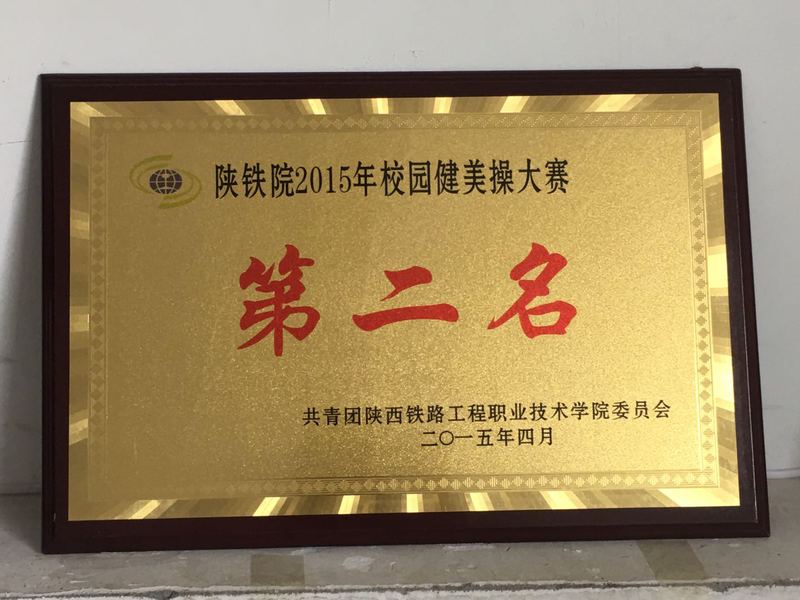 陕铁院2015年校园健美操大赛
第二名
共青团陕西铁路工程职业技术学院委员会
二〇一五年四月